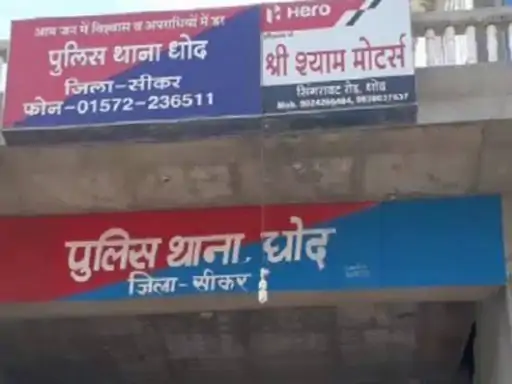 आम जन में विश्वास व अपराधियों में डर
पुलिस थाना धोद
जिला-सीकर
फोन-01572-236511
Hero
श्री श्याम मोटर्स
सिंगरावट रोड, धोद
पुलिस थाना, धोद
जिला-सीकर